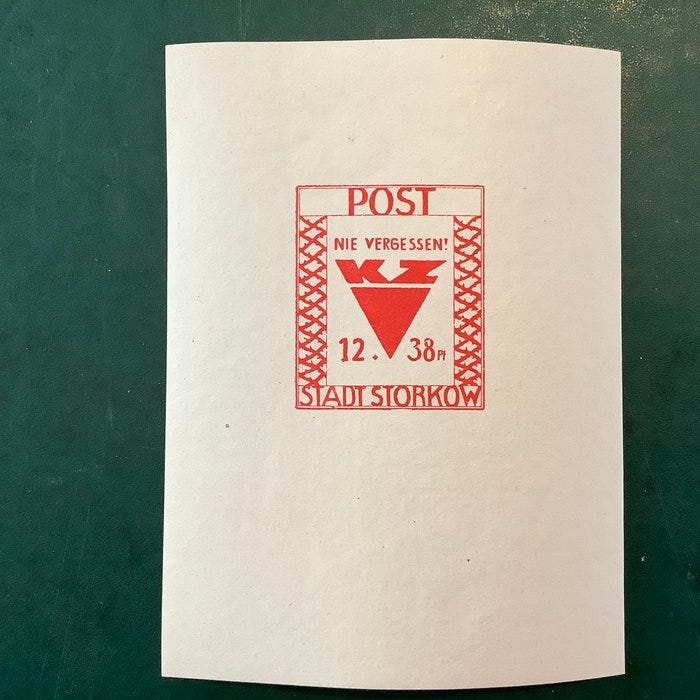 POST
NIE VERGESSEN!
KZ
12 + 38 Pf
STADT STORKOW